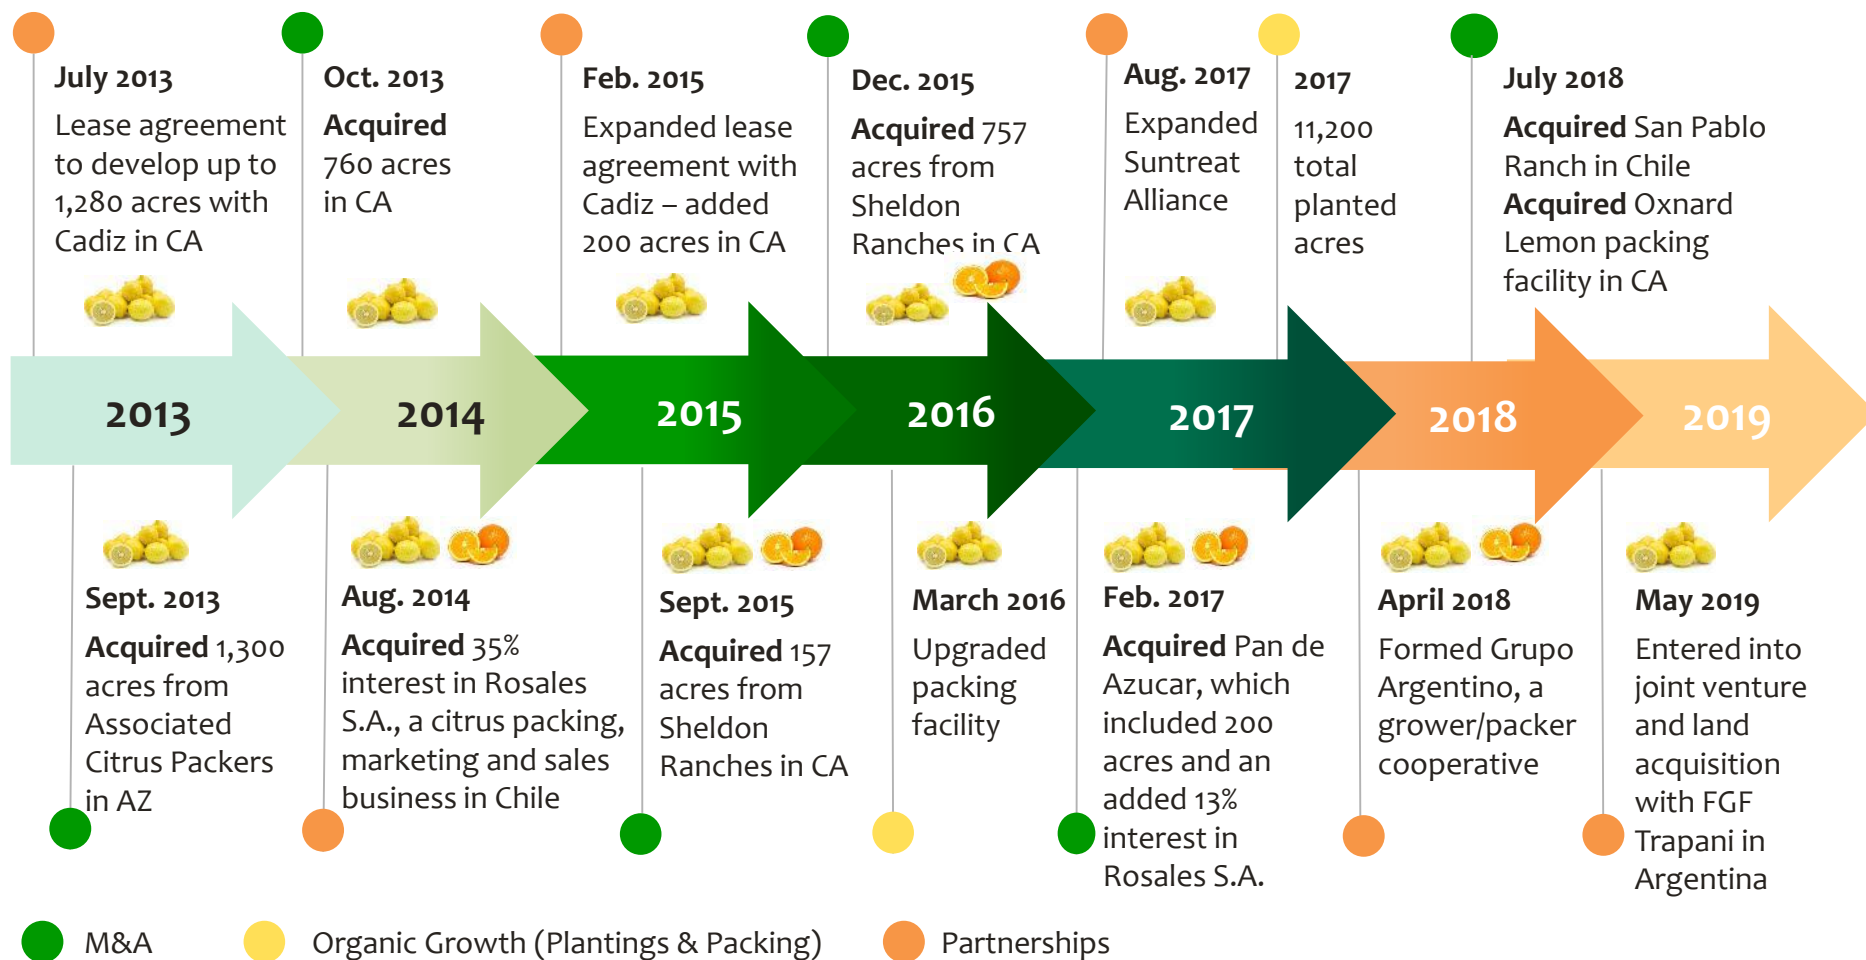 July 2013
Lease agreement
to develop up to
1,280 acres with
Cadiz in CA
Oct. 2013
Acquired
760 acres
in CA
Feb. 2015
Expanded lease
agreement with
Cadiz – added
200 acres in CA
Dec. 2015
Acquired 757
acres from
Sheldon
Ranches in CA
Aug. 2017
Expanded
Suntreat
Alliance
2017
11,200
total
planted
acres
July 2018
Acquired San Pablo
Ranch in Chile
Acquired Oxnard
Lemon packing
facility in CA
2013
2014
2015
2016
2017
2018
2019
Sept. 2013
Acquired 1,300
acres from
Associated
Citrus Packers
in AZ
Aug. 2014
Acquired 35%
interest in Rosales
S.A., a citrus packing,
marketing and sales
business in Chile
Sept. 2015
Acquired 157
acres from
Sheldon
Ranches in CA
March 2016
Upgraded
packing
facility
Feb. 2017
Acquired Pan de
Azucar, which
included 200
acres and an
added 13%
interest in
Rosales S.A.
April 2018
Formed Grupo
Argentino, a
grower/packer
cooperative
May 2019
Entered into
joint venture
and land
acquisition
with FGF
Trapani in
Argentina
M&A
Organic Growth (Plantings & Packing)
Partnerships